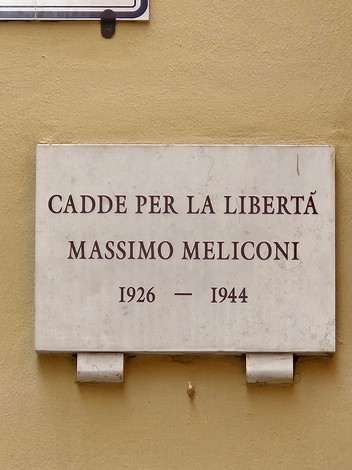 CADDE PER LA LIBERTÀ
MASSIMO MELICONI
1926 — 1944